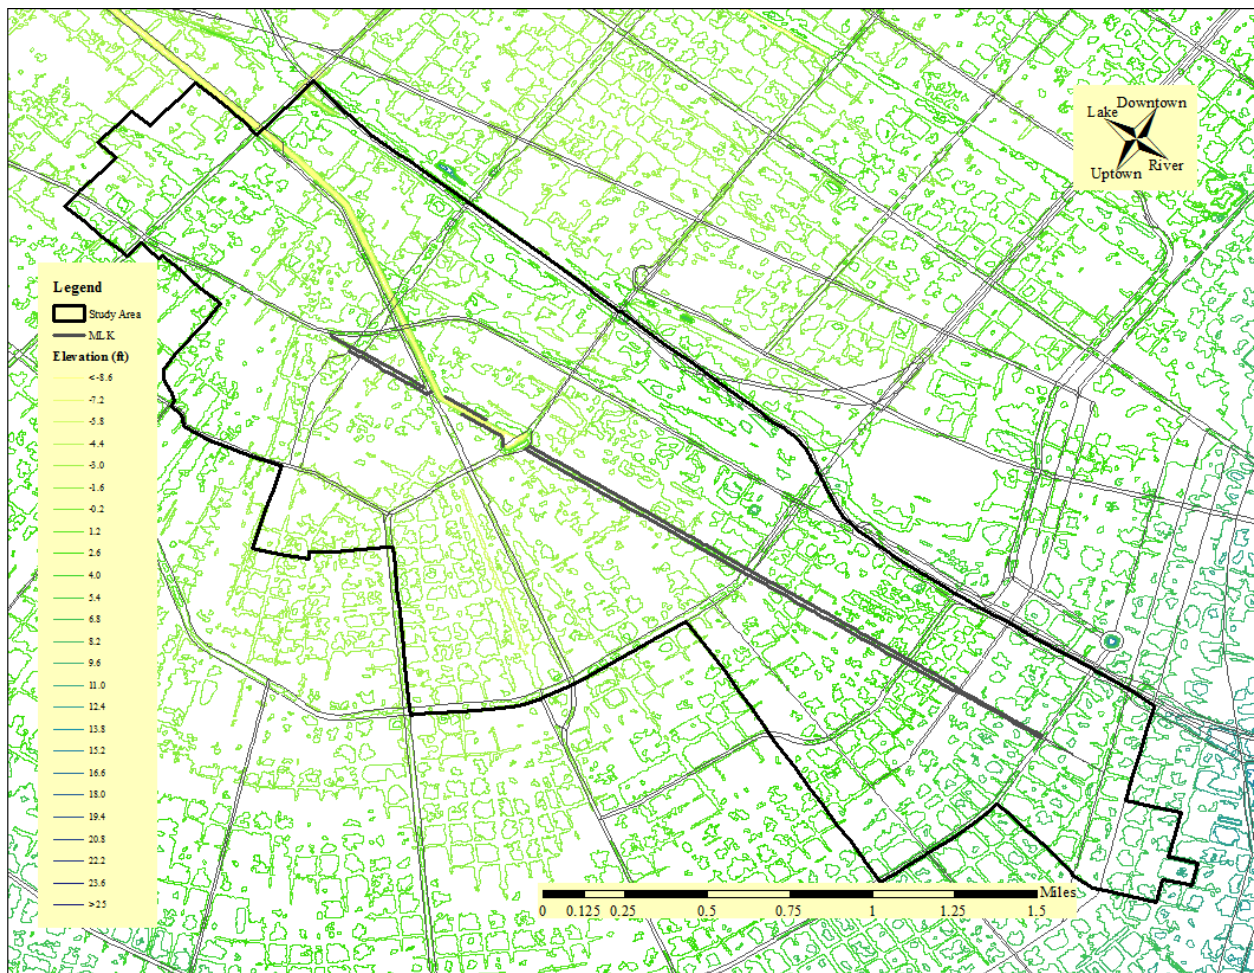 Downtown
Lake
River
Uptown
Legend
Study Area
MLK
Elevation (ft)
<-8.6
-7.2
-5.8
-4.4
-3.0
-1.6
-0.2
1.2
2.6
4.0
5.4
6.8
8.2
9.6
11.0
12.4
13.8
15.2
16.6
18.0
19.4
20.8
22.2
23.6
>25
Miles
0 0.125 0.25 0.5 0.75 1 1.25 1.5